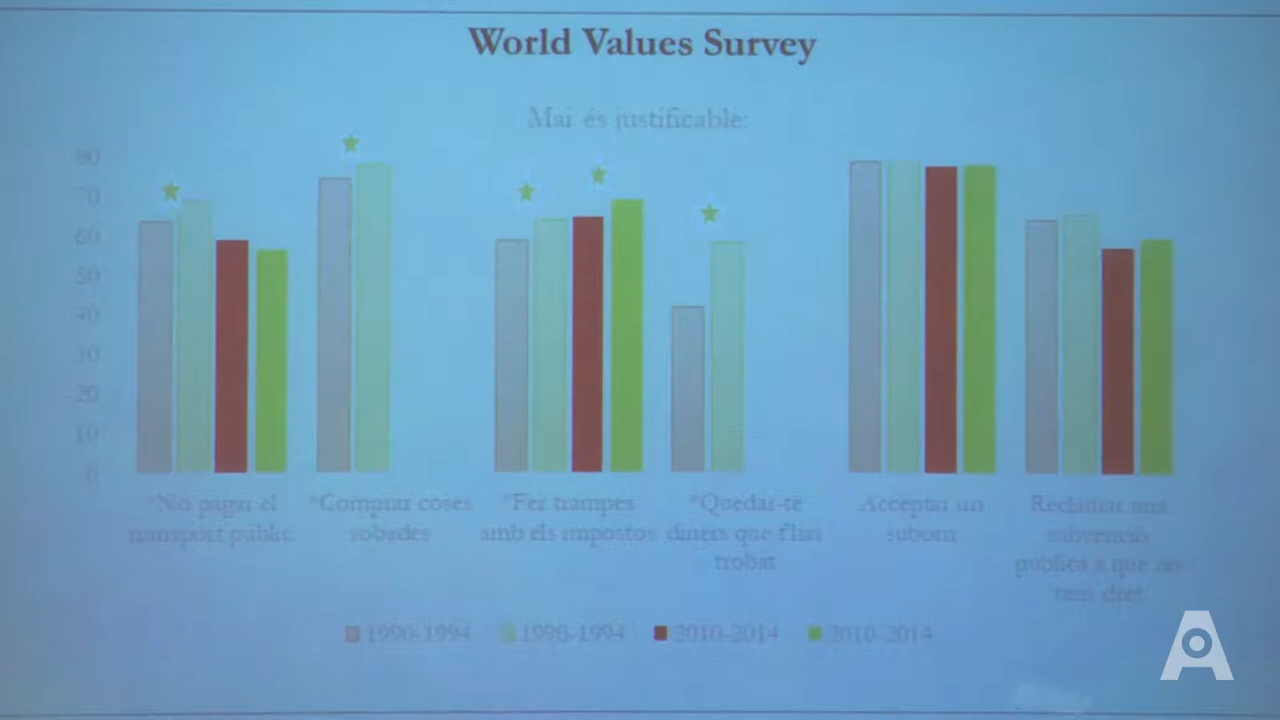 World Values Survey
Mai és justificable:
80
70
60
50
40
30
20
10
0
*No pagar el
transport públic
*Comprar coses
robades
*Fer trampes
amb els impostos
*Quedar-te
diners que t'has
trobat
Acceptar un
suborn
Reclamar una
subvenció
pública a que no
tens dret
1990-1994
1990-1994
2010-2014
2010-2014